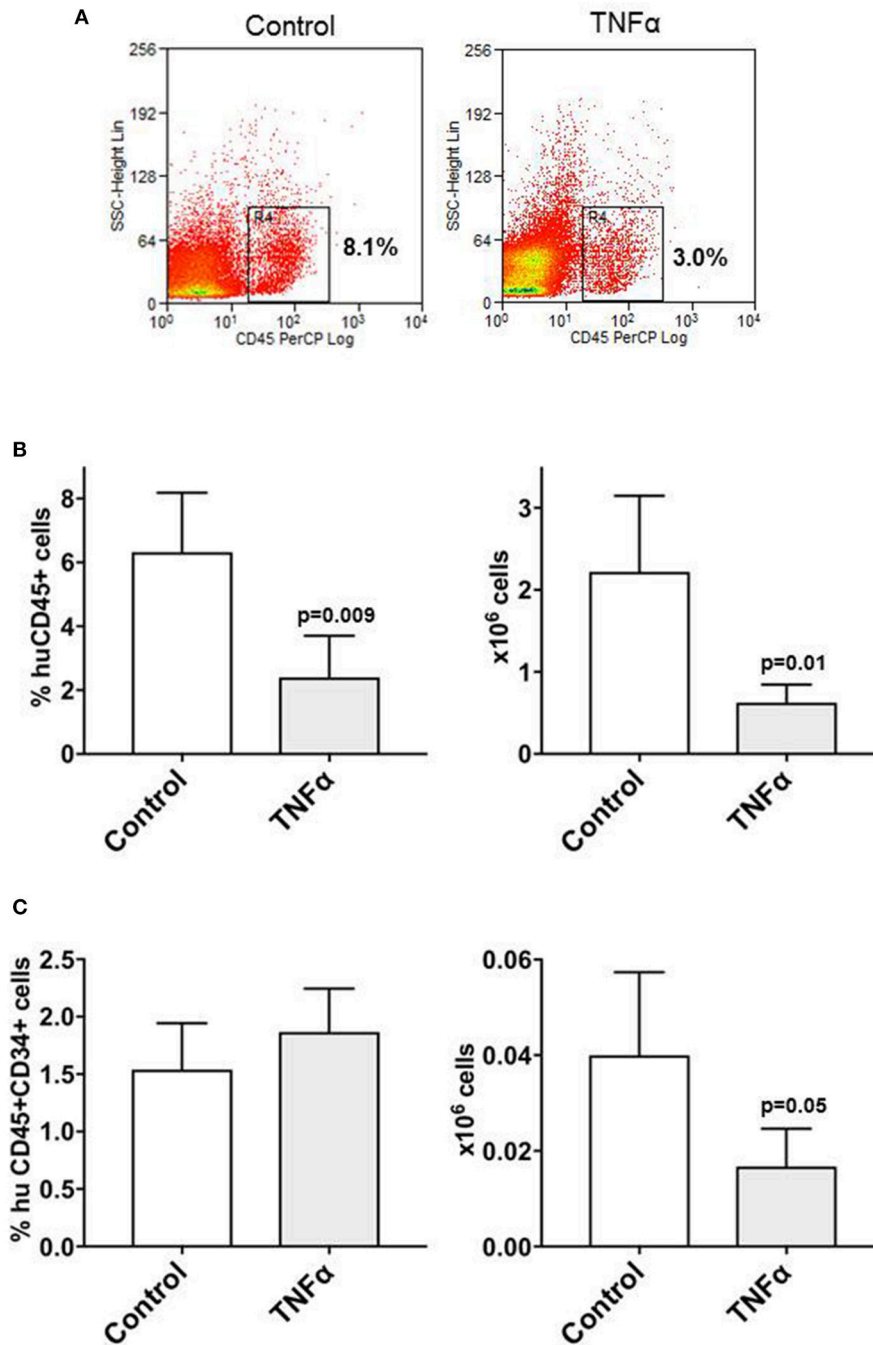 A
Control
TNFα
256
192
128
64
0
SSC-Height Lin
R4
8.1%
10⁰ 10¹ 10² 10³ 10⁴
CD45 PerCP Log
256
192
128
64
0
SSC-Height Lin
R4
3.0%
10⁰ 10¹ 10² 10³ 10⁴
CD45 PerCP Log
B
% huCD45+ cells
8
6
4
2
0
p=0.009
Control
TNFα
x10⁶ cells
3
2
1
0
p=0.01
Control
TNFα
C
% hu CD45+CD34+ cells
2.5
2.0
1.5
1.0
0.5
0.0
Control
TNFα
x10⁶ cells
0.06
0.04
0.02
0.00
p=0.05
Control
TNFα